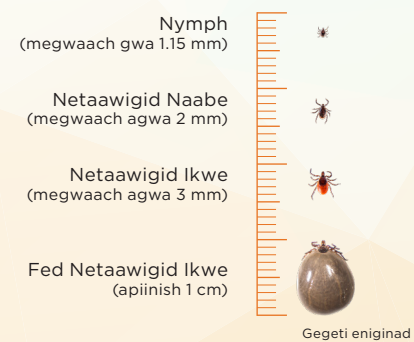 Nymph
(megwaach gwa 1.15 mm)
Netaawigid Naabe
(megwaach agwa 2 mm)
Netaawigid Ikwe
(megwaach agwa 3 mm)
Fed Netaawigid Ikwe
(apiinish 1 cm)
Gegeti eniginad